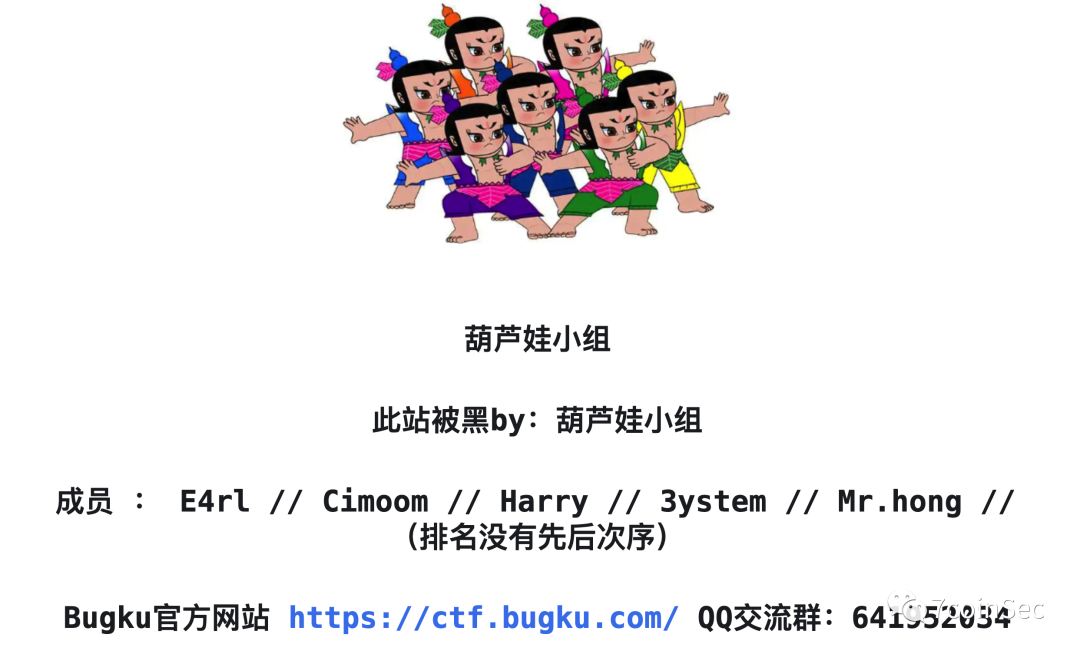 葫芦娃小组
此站被黑by：葫芦娃小组
成员 ： E4rl // Cimoom // Harry // 3ystem // Mr.hong //
（排名没有先后次序）
Bugku官方网站 https://ctf.bugku.com/ QQ交流群：641952034
7coinSec